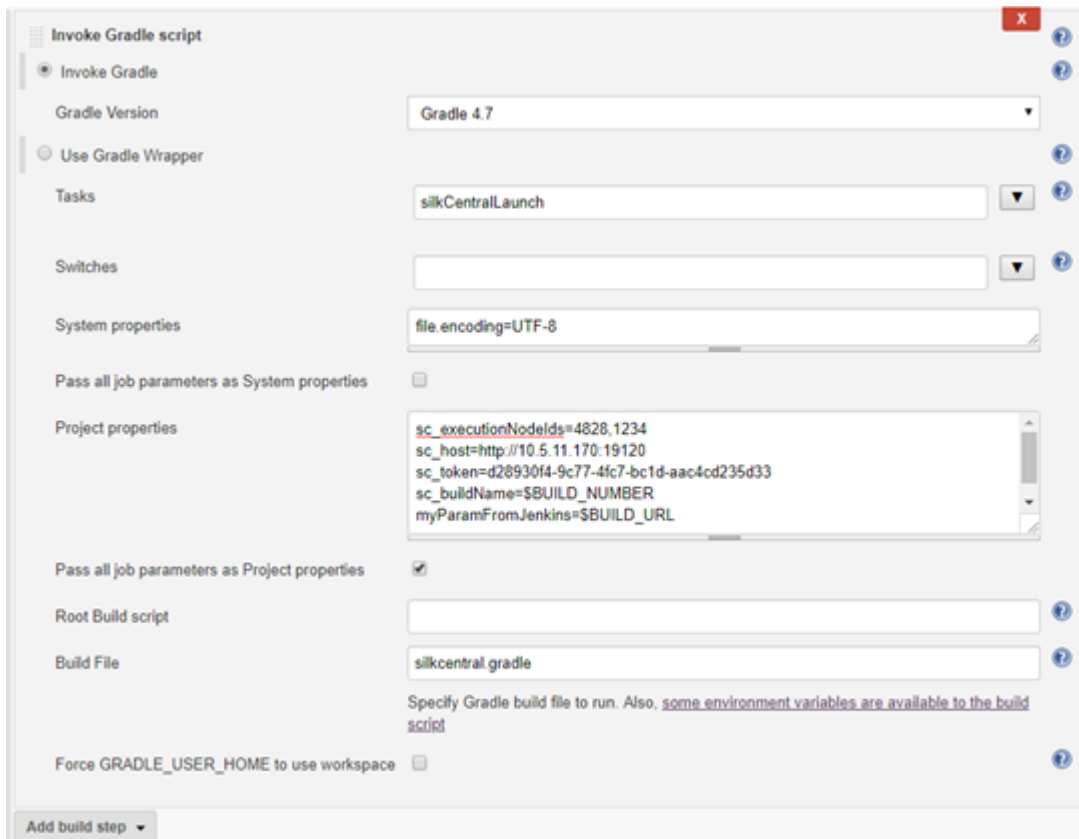 X
Invoke Gradle script
Invoke Gradle
Gradle Version
Gradle 4.7
Use Gradle Wrapper
Tasks
silkCentralLaunch
Switches
System properties
file.encoding=UTF-8
Pass all job parameters as System properties
Project properties
sc_executionNodeIds=4828,1234
sc_host=http://10.5.11.170:19120
sc_token=d28930f4-9c77-4fc7-bc1d-aac4cd235d33
sc_buildName=$BUILD_NUMBER
myParamFromJenkins=$BUILD_URL
Pass all job parameters as Project properties
Root Build script
Build File
silkcentral.gradle
Specify Gradle build file to run. Also, some environment variables are available to the build
script
Force GRADLE_USER_HOME to use workspace
Add build step